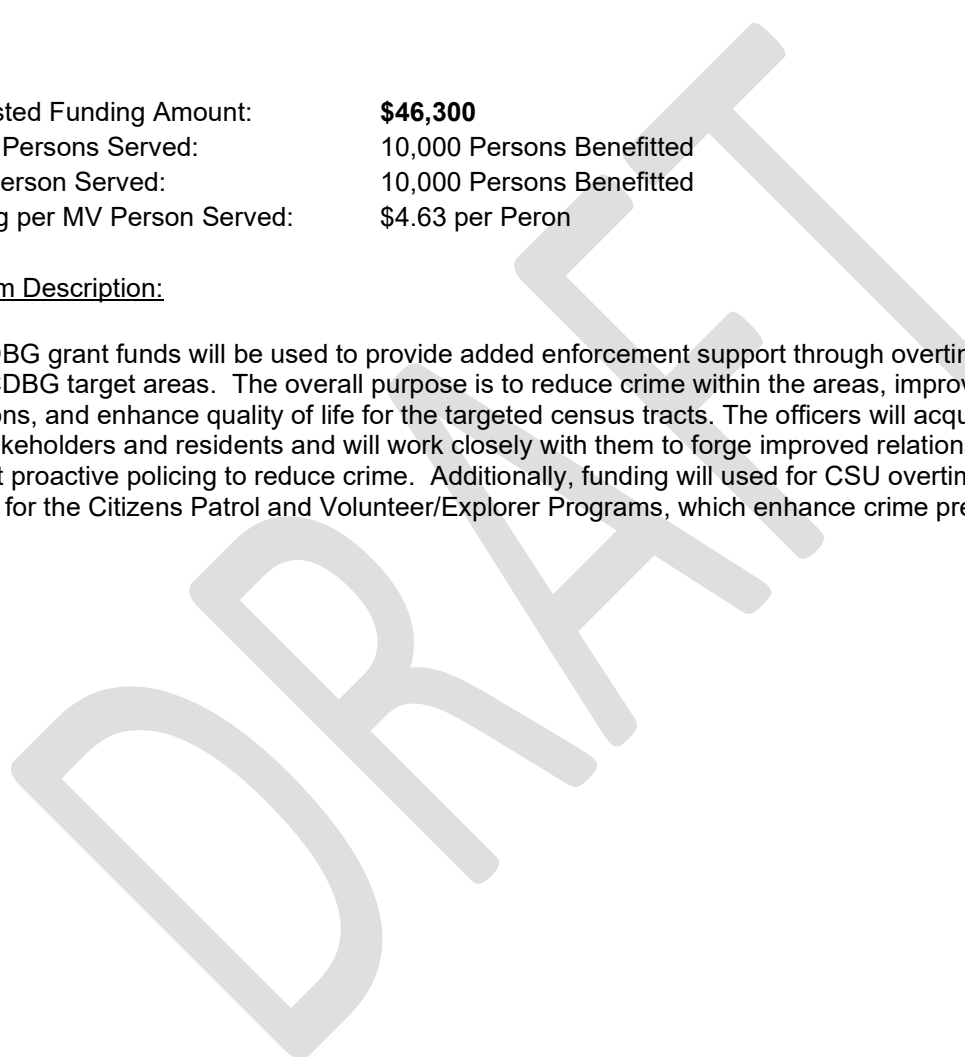 sted Funding Amount: $46,300
Persons Served: 10,000 Persons Benefitted
erson Served: 10,000 Persons Benefitted
g per MV Person Served: $4.63 per Peron
m Description:
BG grant funds will be used to provide added enforcement support through overtin
CDBG target areas.  The overall purpose is to reduce crime within the areas, improv
ons, and enhance quality of life for the targeted census tracts. The officers will acqu
keholders and residents and will work closely with them to forge improved relation
t proactive policing to reduce crime.  Additionally, funding will used for CSU overtin
for the Citizens Patrol and Volunteer/Explorer Programs, which enhance crime pre
DRAFT